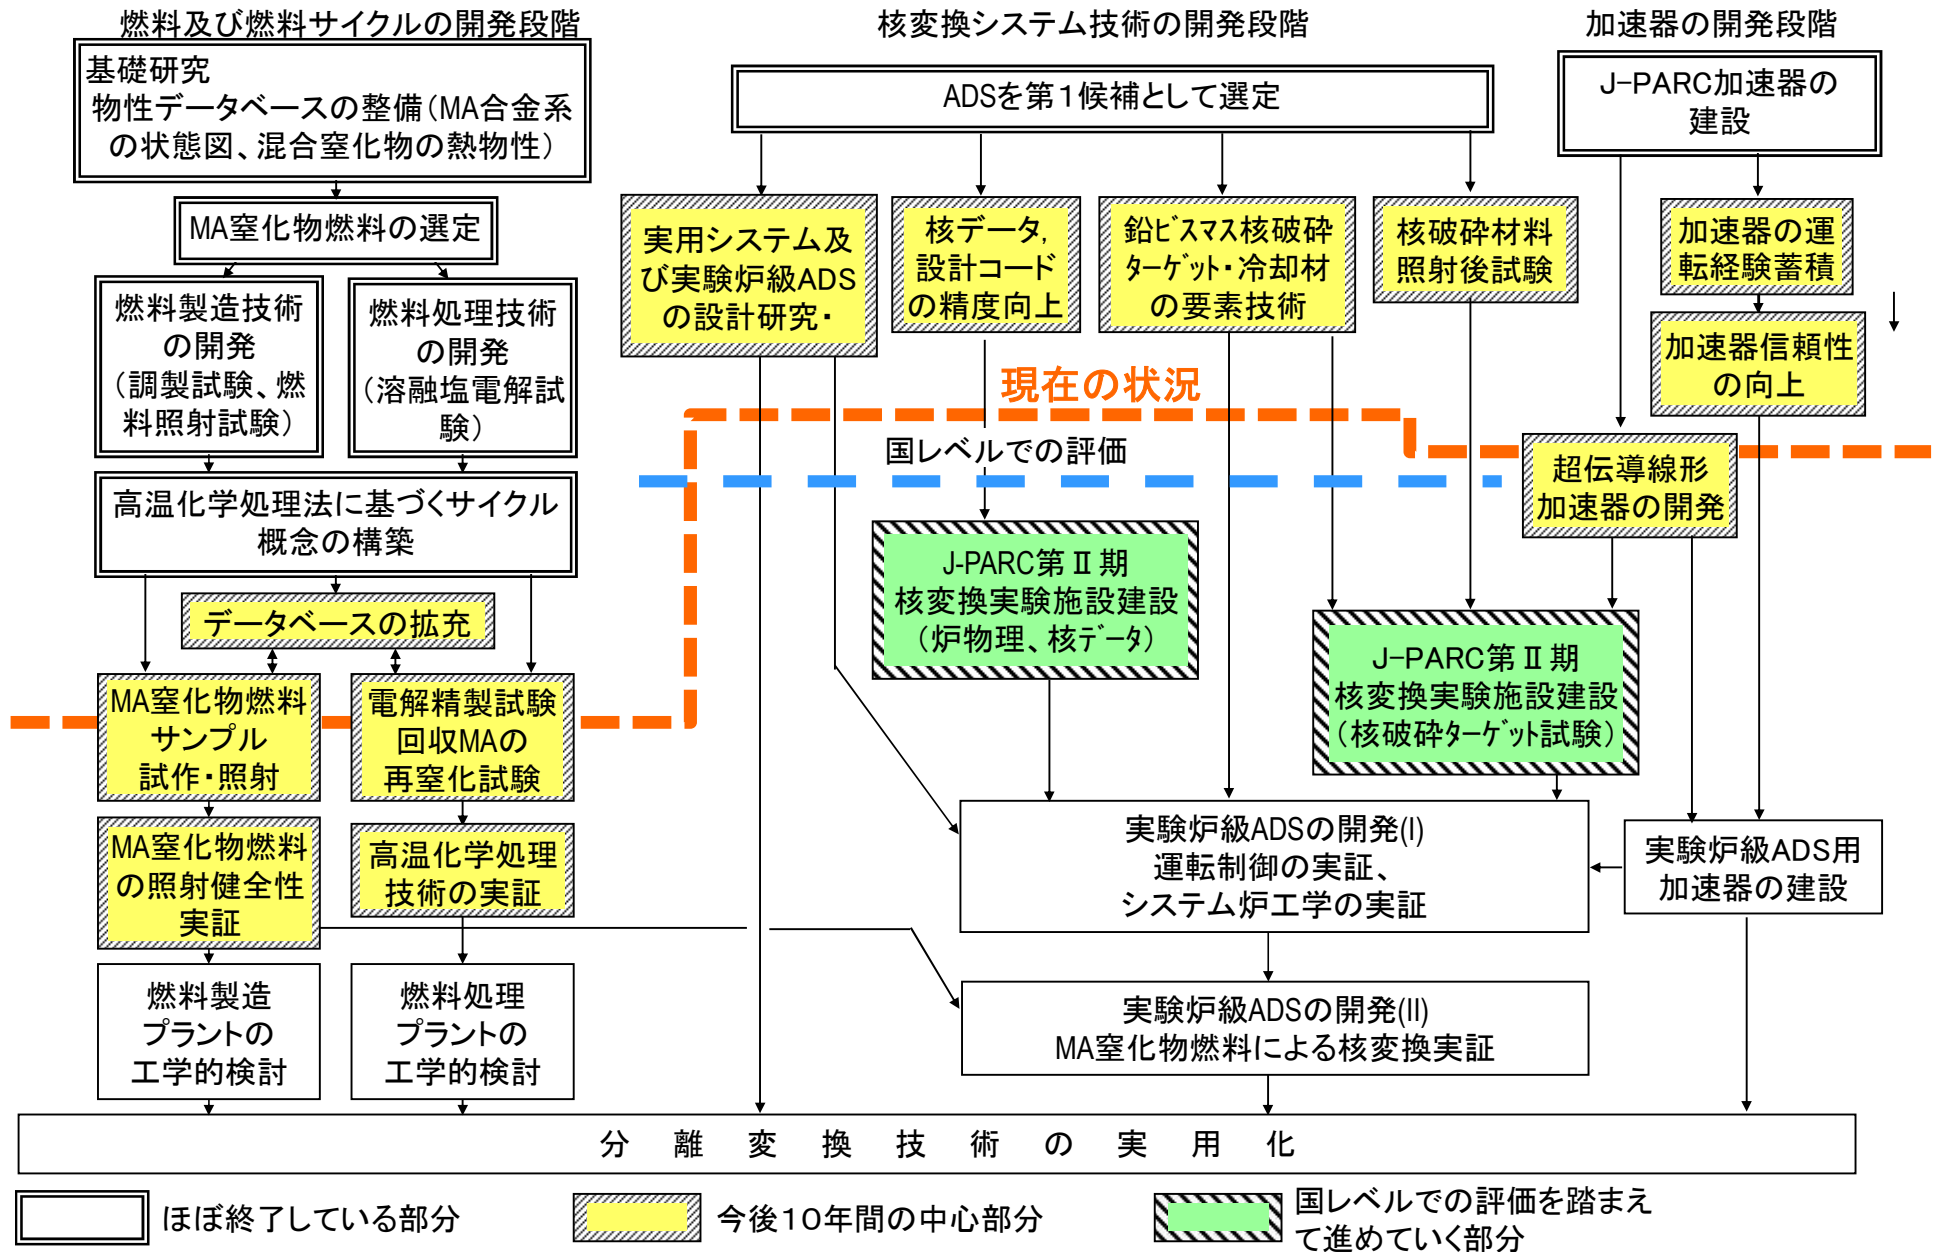 燃料及び燃料サイクルの開発段階
基礎研究
物性データベースの整備(MA合金系
の状態図、混合窒化物の熱物性)
MA窒化物燃料の選定
燃料製造技術
の開発
(調製試験、燃
料照射試験)
燃料処理技術
の開発
(溶融塩電解試
験)
高温化学処理法に基づくサイクル
概念の構築
データベースの拡充
MA窒化物燃料
サンプル
試作・照射
電解精製試験
回収MAの
再窒化試験
MA窒化物燃料
の照射健全性
実証
高温化学処理
技術の実証
燃料製造
プラントの
工学的検討
燃料処理
プラントの
工学的検討
核変換システム技術の開発段階
ADSを第1候補として選定
実用システム及
び実験炉級ADS
の設計研究・
核データ,
設計コード
の精度向上
鉛ビスマス核破砕
ターゲット・冷却材
の要素技術
核破砕材料
照射後試験
現在の状況
国レベルでの評価
J-PARC第Ⅱ期
核変換実験施設建設
(炉物理、核データ)
J-PARC第Ⅱ期
核変換実験施設建設
(核破砕ターゲット試験)
実験炉級ADSの開発(I)
運転制御の実証、
システム炉工学の実証
実験炉級ADSの開発(II)
MA窒化物燃料による核変換実証
加速器の開発段階
J-PARC加速器の
建設
加速器の運
転経験蓄積
加速器信頼性
の向上
超伝導線形
加速器の開発
実験炉級ADS用
加速器の建設
分離変換技術の実用化
ほぼ終了している部分
今後10年間の中心部分
国レベルでの評価を踏まえ
て進めていく部分